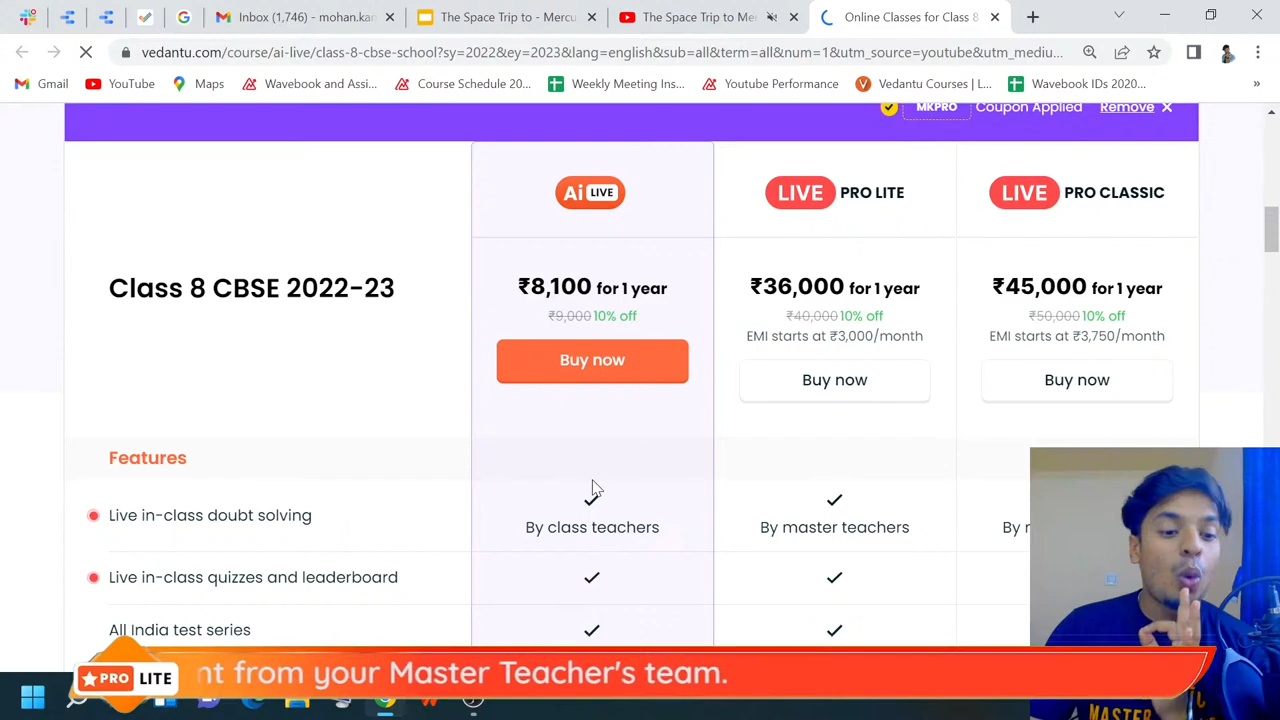 Inbox (1,746) - mohan.kar
The Space Trip to - Mercu
The Space Trip to Mer
Online Classes for Class 8
vedantu.com/course/ai-live/class-8-cbse-school?sy=2022&ey=2023&lang=english&sub=all&term=all&num=1&utm_source=youtube&utm_mediu...
Gmail
YouTube
Maps
Wavebook and Assi...
Course Schedule 20...
Weekly Meeting Ins...
Youtube Performance
Vedantu Courses | L...
Wavebook IDs 2020...
»
MKPRO Coupon Applied Remove
Ai LIVE
LIVE PRO LITE
LIVE PRO CLASSIC
Class 8 CBSE 2022-23
₹8,100 for 1 year
₹9,000 10% off
Buy now
₹36,000 for 1 year
₹40,000 10% off
EMI starts at ₹3,000/month
Buy now
₹45,000 for 1 year
₹50,000 10% off
EMI starts at ₹3,750/month
Buy now
Features
Live in-class doubt solving
By class teachers
By master teachers
By
Live in-class quizzes and leaderboard
All India test series
PRO LITE
nt from your Master Teacher's team.
MASTER